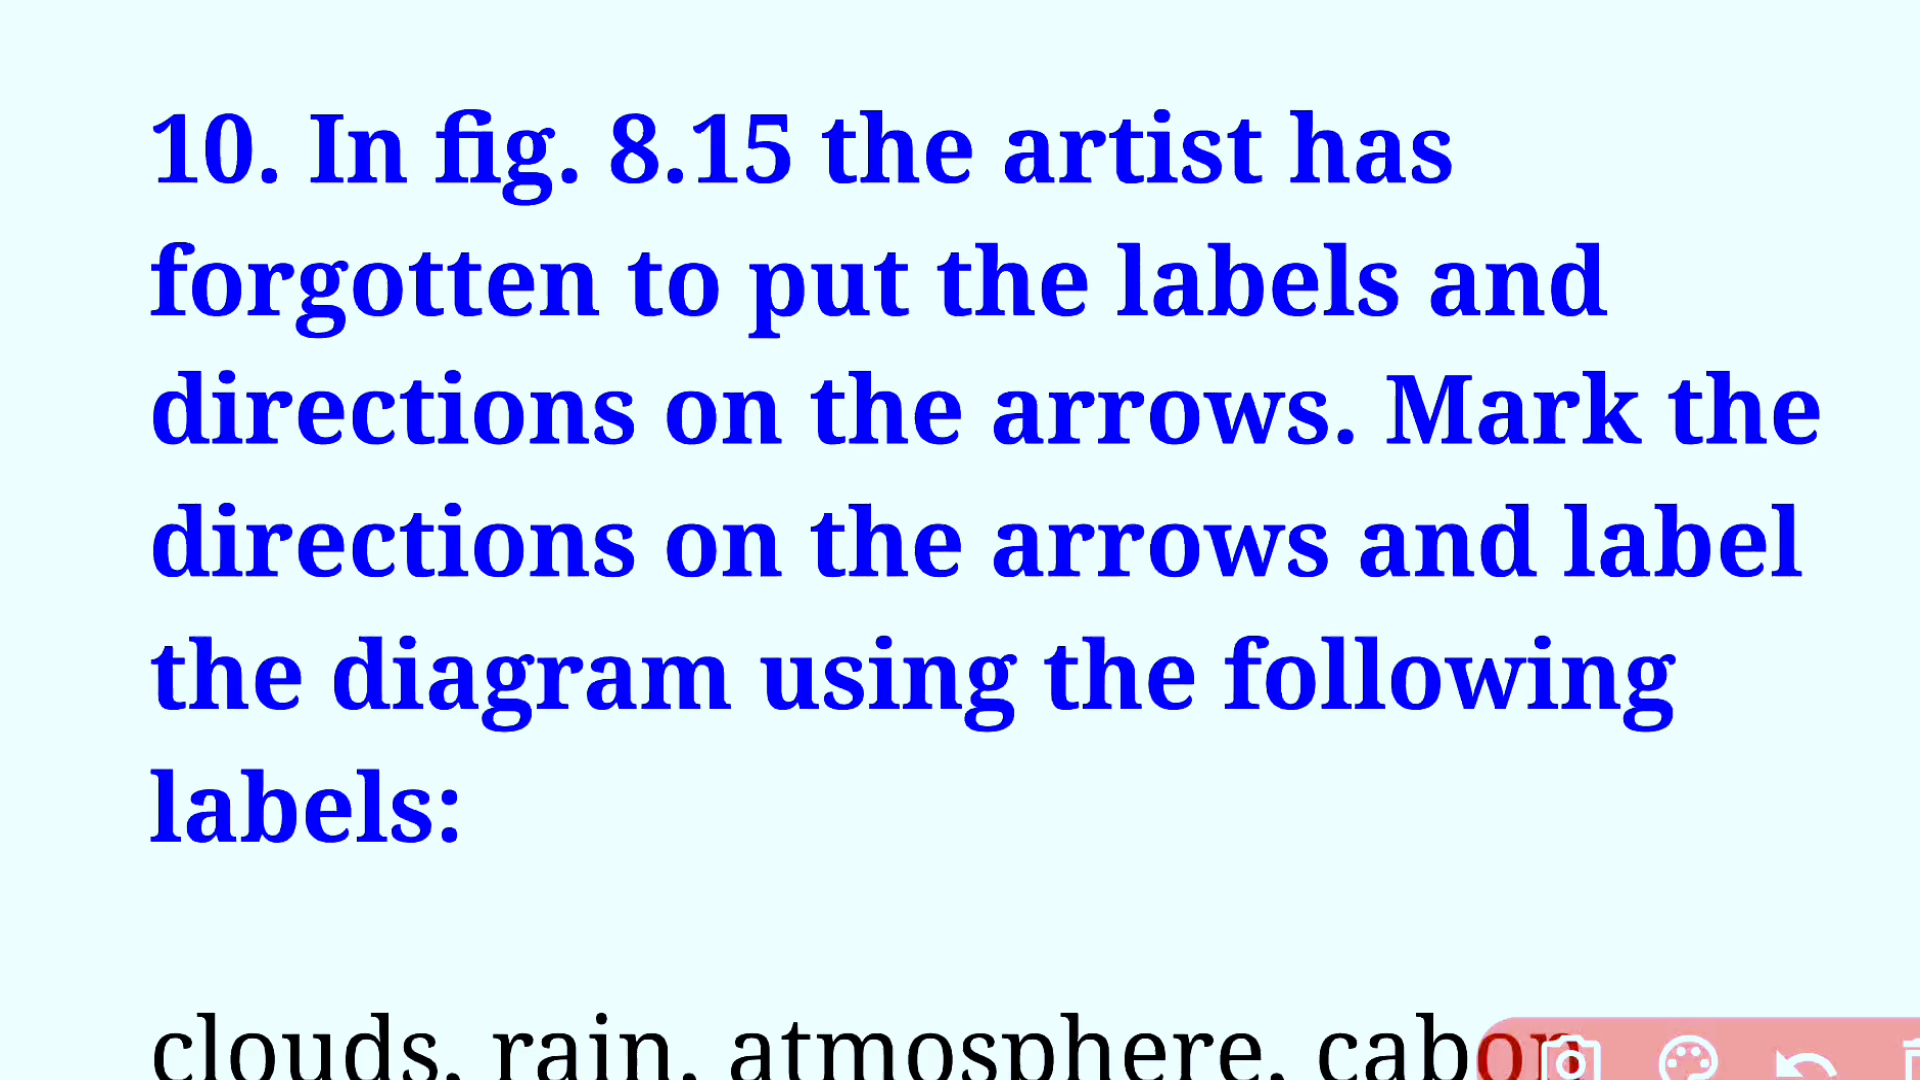 10. In fig. 8.15 the artist has
forgotten to put the labels and
directions on the arrows. Mark the
directions on the arrows and label
the diagram using the following
labels:
clouds, rain, atmosphere, cabon